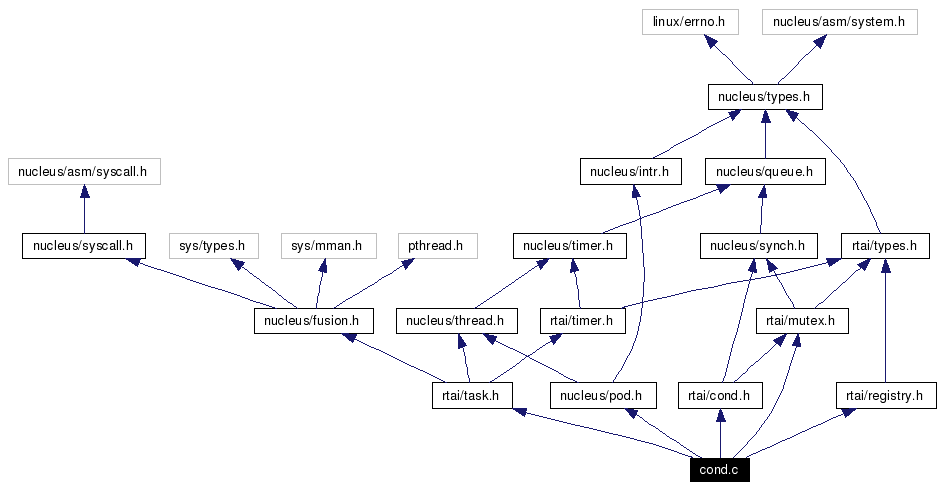 linux/errno.h
nucleus/asm/system.h
nucleus/types.h
nucleus/asm/syscall.h
nucleus/intr.h
nucleus/queue.h
nucleus/syscall.h
sys/types.h
sys/mman.h
pthread.h
nucleus/timer.h
nucleus/synch.h
rtai/types.h
nucleus/fusion.h
nucleus/thread.h
rtai/timer.h
rtai/mutex.h
rtai/task.h
nucleus/pod.h
rtai/cond.h
rtai/registry.h
cond.c